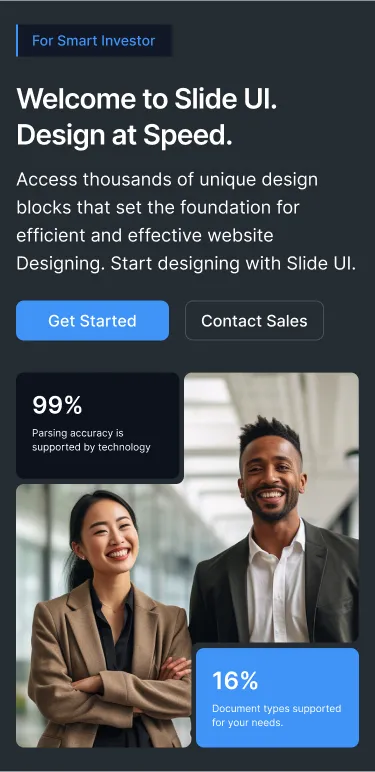 For Smart Investor
Welcome to Slide UI.
Design at Speed.
Access thousands of unique design
blocks that set the foundation for
efficient and effective website
Designing. Start designing with Slide UI.
Get Started
Contact Sales
99%
Parsing accuracy is
supported by technology
16%
Document types supported
for your needs.